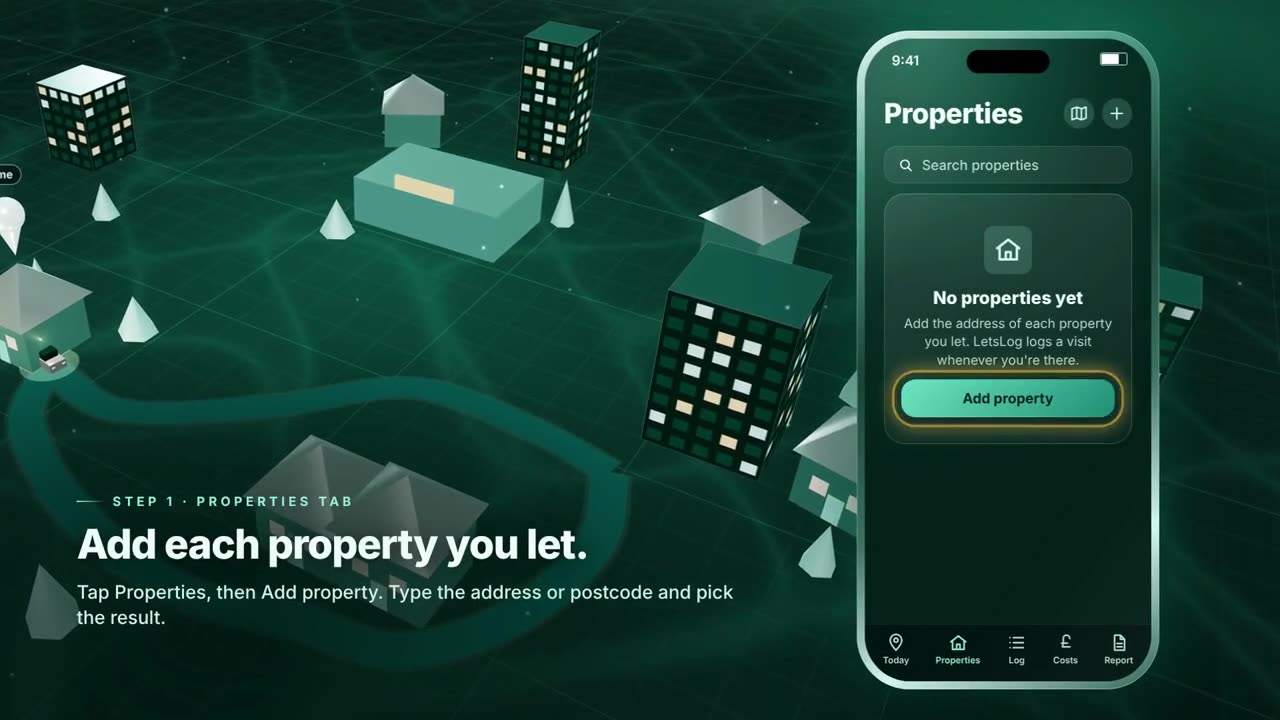 me
STEP 1 · PROPERTIES TAB
Add each property you let.
Tap Properties, then Add property. Type the address or postcode and pick
the result.
9:41
Properties
Search properties
No properties yet
Add the address of each property
you let. LetsLog logs a visit
whenever you're there.
Add property
Today Properties Log Costs Report